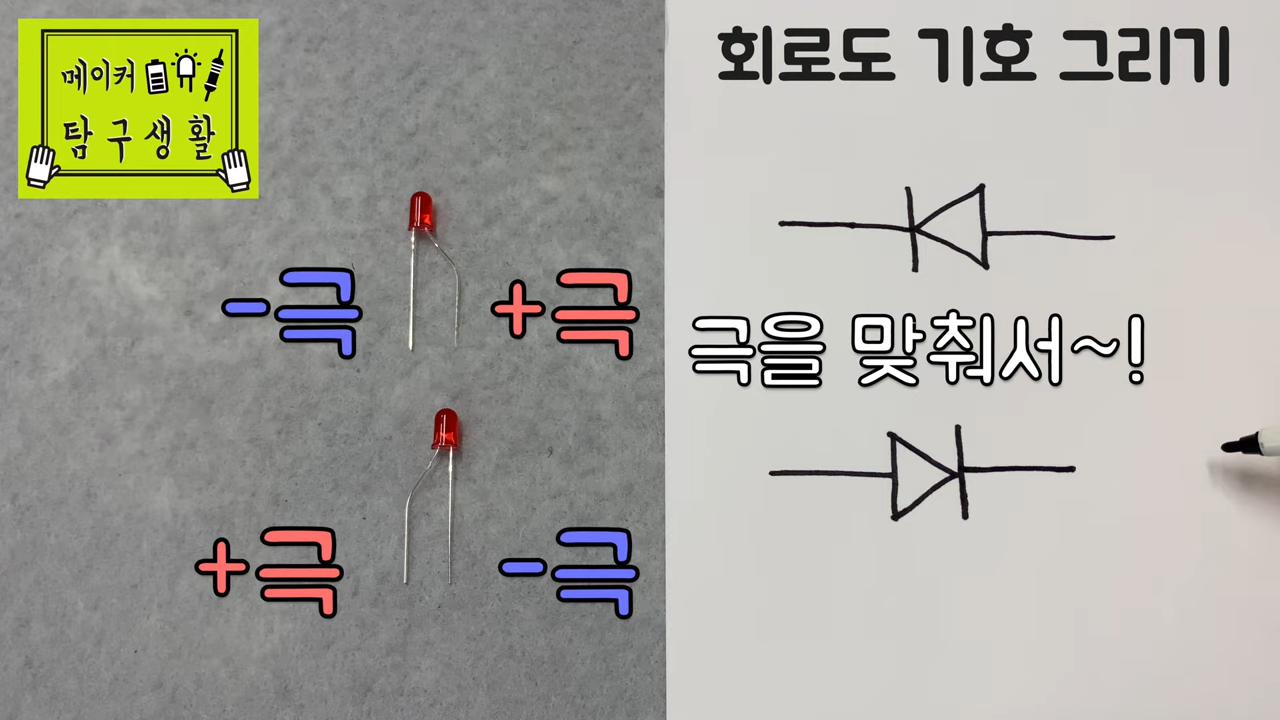 메이커
탐구생활
회로도 기호 그리기
-극
+극
극을 맞춰서~!
+극
-극